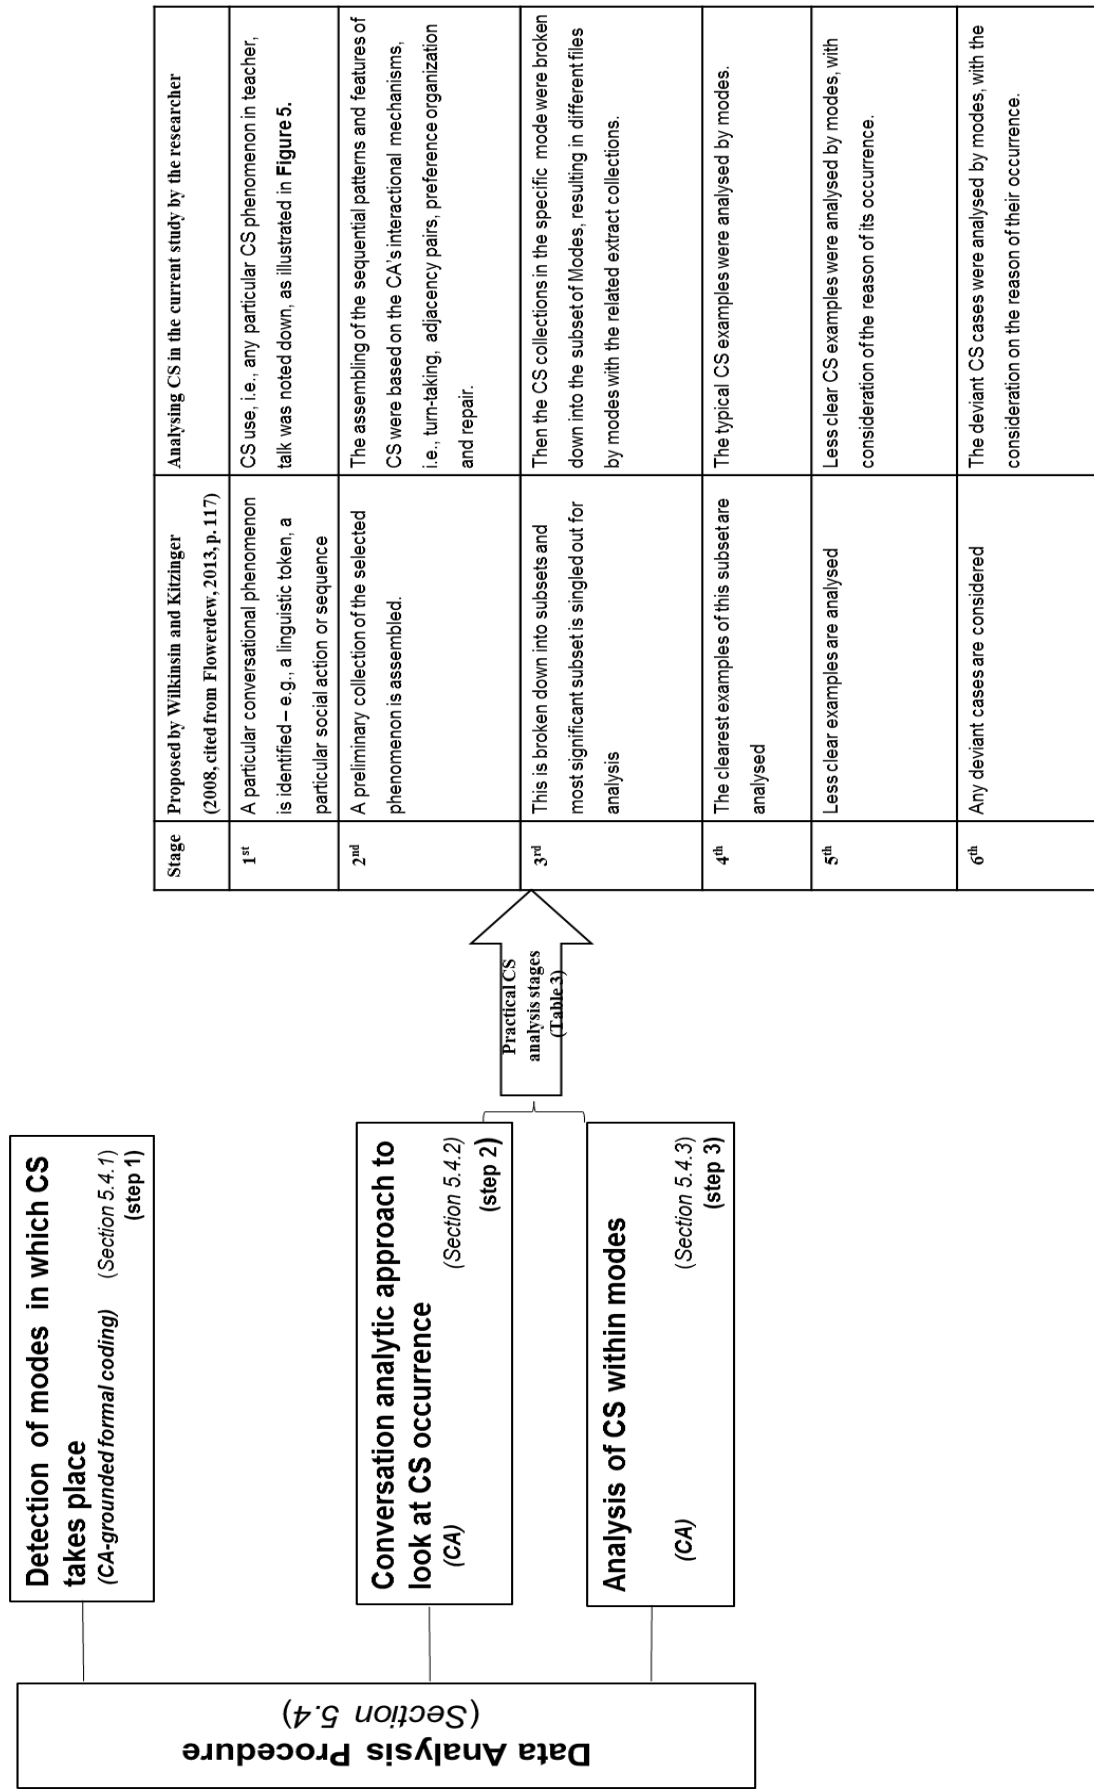 Data Analysis Procedure
(Section 5.4)
Detection of modes in which CS
takes place
(CA-grounded formal coding) (Section 5.4.1)
(step 1)
Conversation analytic approach to
look at CS occurrence
(CA) (Section 5.4.2)
(step 2)
Analysis of CS within modes
(CA) (Section 5.4.3)
(step 3)
Practical CS
analysis stages
(Table 3)
Stage Proposed by Wilkinsin and Kitzinger Analysing CS in the current study by the researcher
(2008, cited from Flowerdew, 2013, p.117)
1st A particular conversational phenomenon CS use, i.e., any particular CS phenomenon in teacher,
is identified – e.g., a linguistic token, a talk was noted down, as illustrated in Figure 5.
particular social action or sequence
2nd A preliminary collection of the selected The assembling of the sequential patterns and features of
phenomenon is assembled. CS were based on the CA's interactional mechanisms,
i.e., turn-taking, adjacency pairs, preference organization
and repair.
3rd This is broken down into subsets and Then the CS collections in the specific mode were broken
most significant subset is singled out for down into the subset of Modes, resulting in different files
analysis by modes with the related extract collections.
4th The clearest examples of this subset are The typical CS examples were analysed by modes.
analysed
5th Less clear examples are analysed Less clear CS examples were analysed by modes, with
consideration of the reason of its occurrence.
6th Any deviant cases are considered The deviant CS cases were analysed by modes, with the
consideration on the reason of their occurrence.